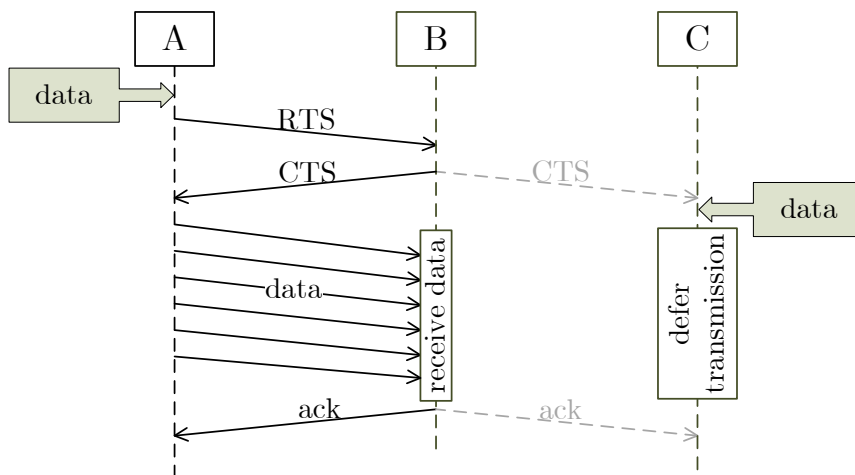 A
B
C
data
RTS
CTS
CTS
data
data
receive data
defer
transmission
ack
ack